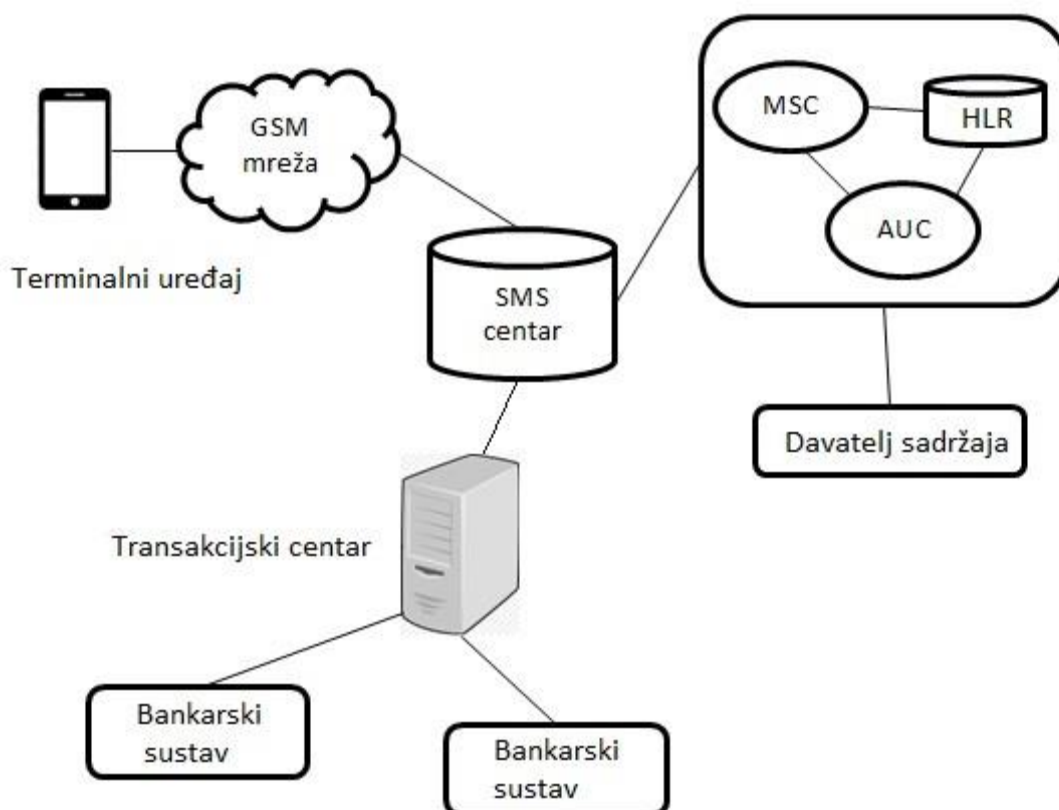 GSM
mreža
MSC
HLR
AUC
Terminalni uređaj
SMS
centar
Davatelj sadržaja
Transakcijski centar
Bankarski
sustav
Bankarski
sustav